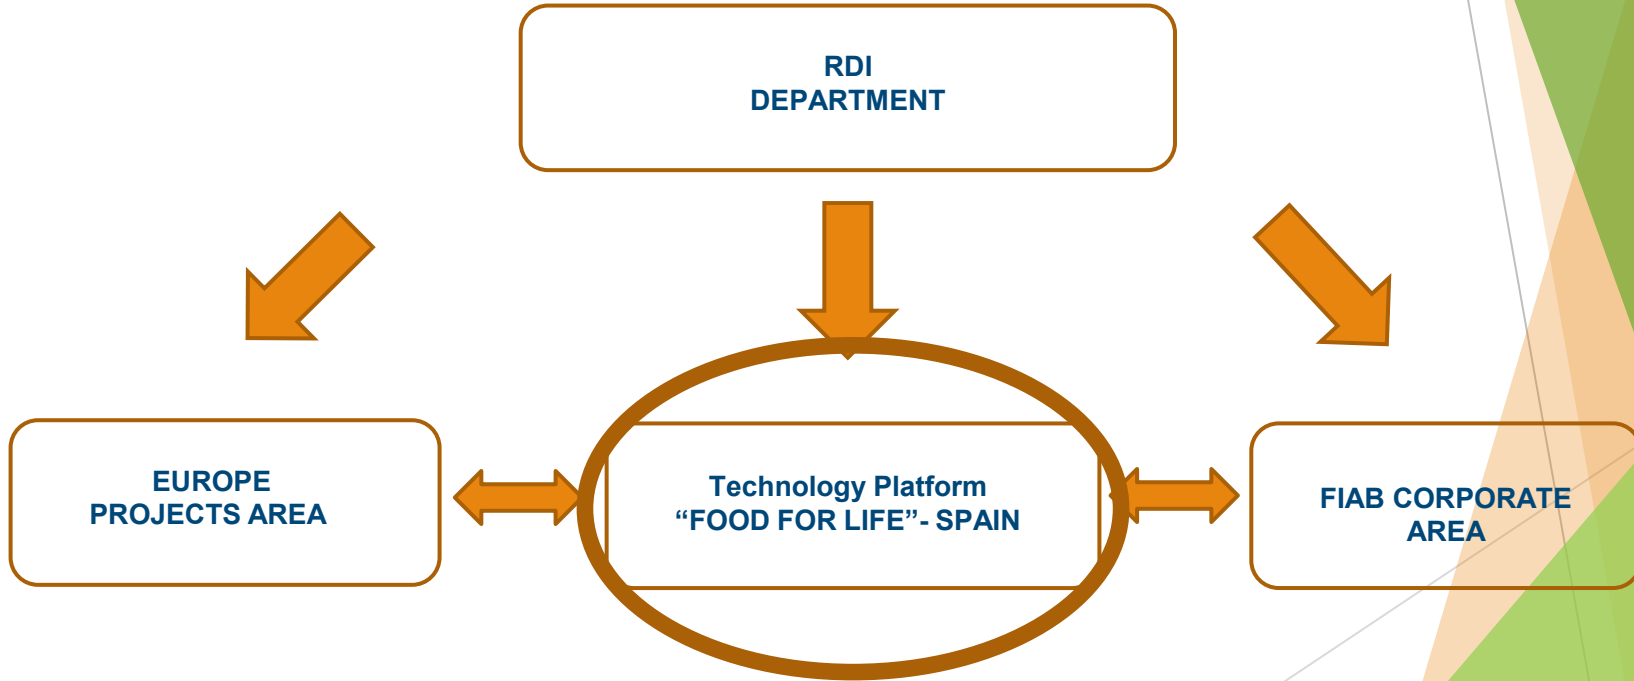 RDI
DEPARTMENT
EUROPE
PROJECTS AREA
Technology Platform
“FOOD FOR LIFE”- SPAIN
FIAB CORPORATE
AREA